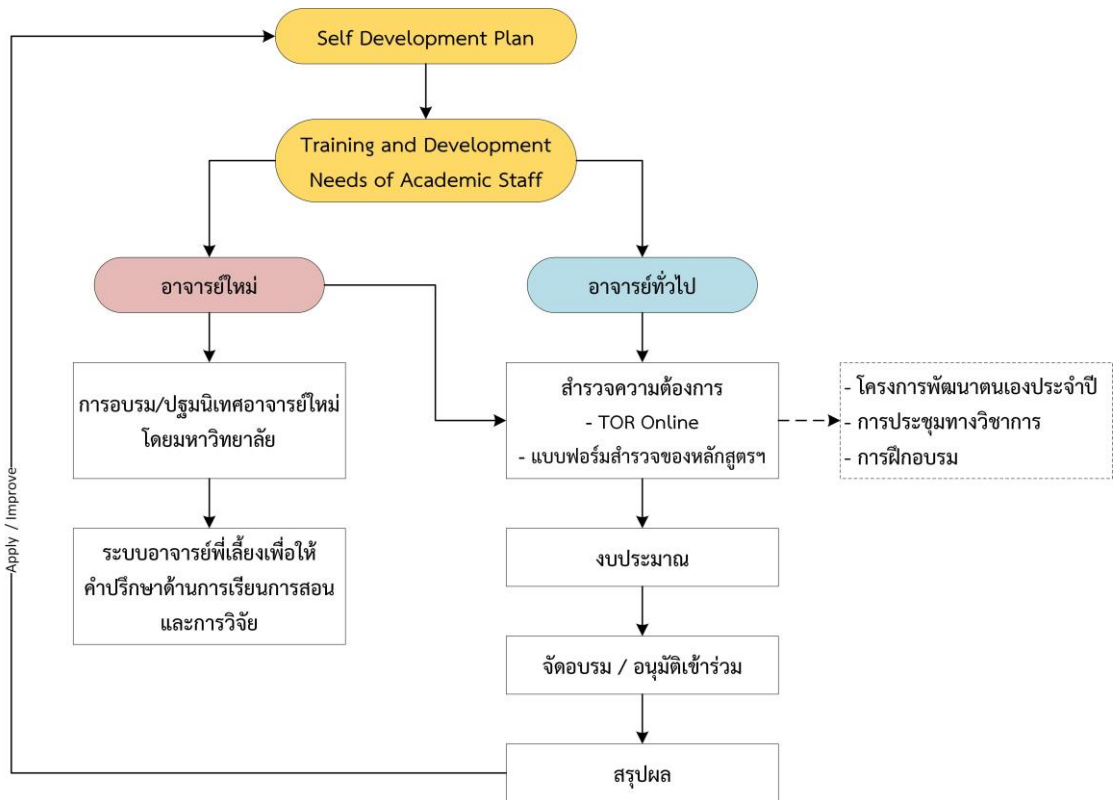 Self Development Plan
Training and Development
Needs of Academic Staff
อาจารย์ใหม่
อาจารย์ทั่วไป
การอบรม/ปฐมนิเทศอาจารย์ใหม่
โดยมหาวิทยาลัย
สำรวจความต้องการ
- TOR Online
- แบบฟอร์มสำรวจของหลักสูตรฯ
- โครงการพัฒนาตนเองประจำปี
- การประชุมทางวิชาการ
- การฝึกอบรม
ระบบอาจารย์พี่เลี้ยงเพื่อให้
คำปรึกษาด้านการเรียนการสอน
และการวิจัย
งบประมาณ
จัดอบรม / อนุมัติเข้าร่วม
สรุปผล
Apply / Improve